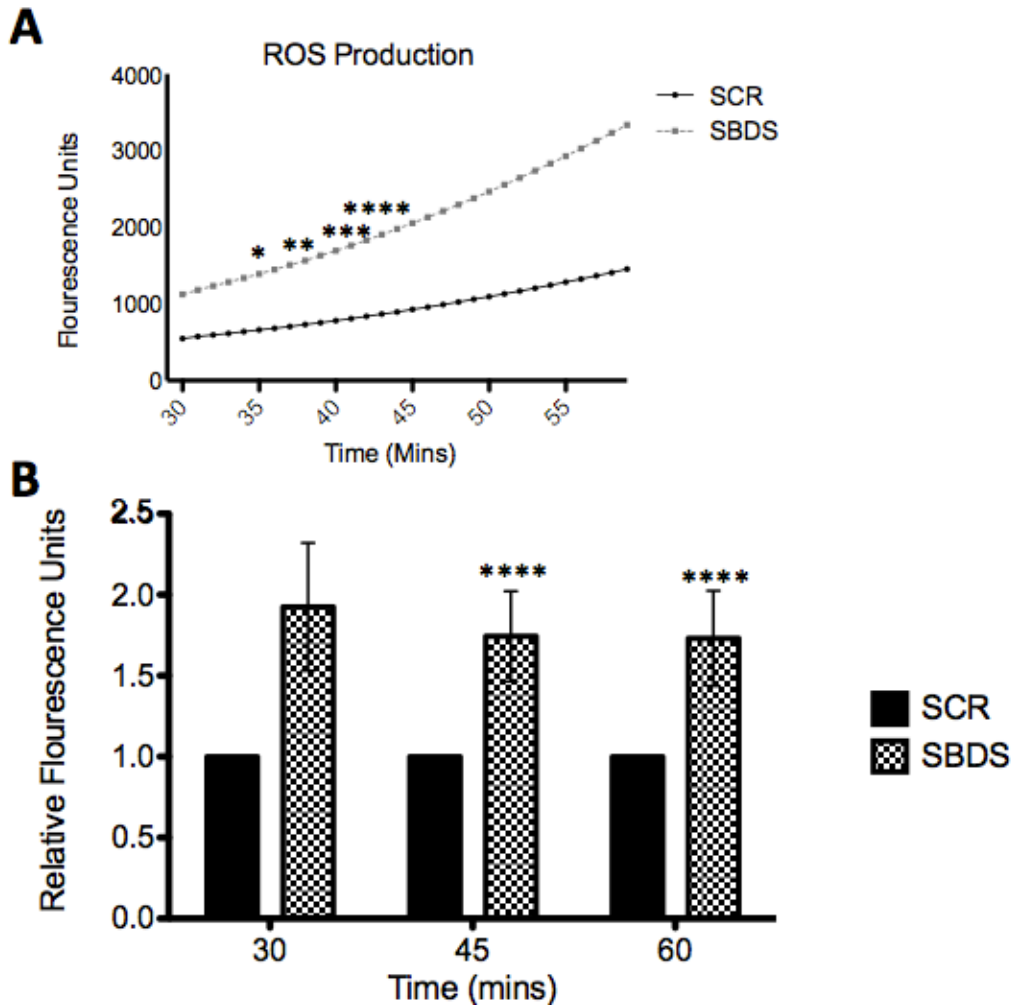 A
ROS Production
4000
3000
2000
1000
0
Flourescence Units
*
**
***
****
SCR
SBDS
30
35
40
45
50
55
Time (Mins)
B
2.5
2.0
1.5
1.0
0.5
0.0
Relative Flourescence Units
****
****
SCR
SBDS
30
45
60
Time (mins)